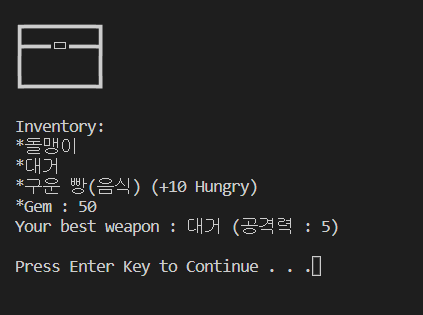 Inventory:
*돌맹이
*대거
*구운 빵(음식) (+10 Hungry)
*Gem : 50
Your best weapon : 대거 (공격력 : 5)
Press Enter Key to Continue . . .